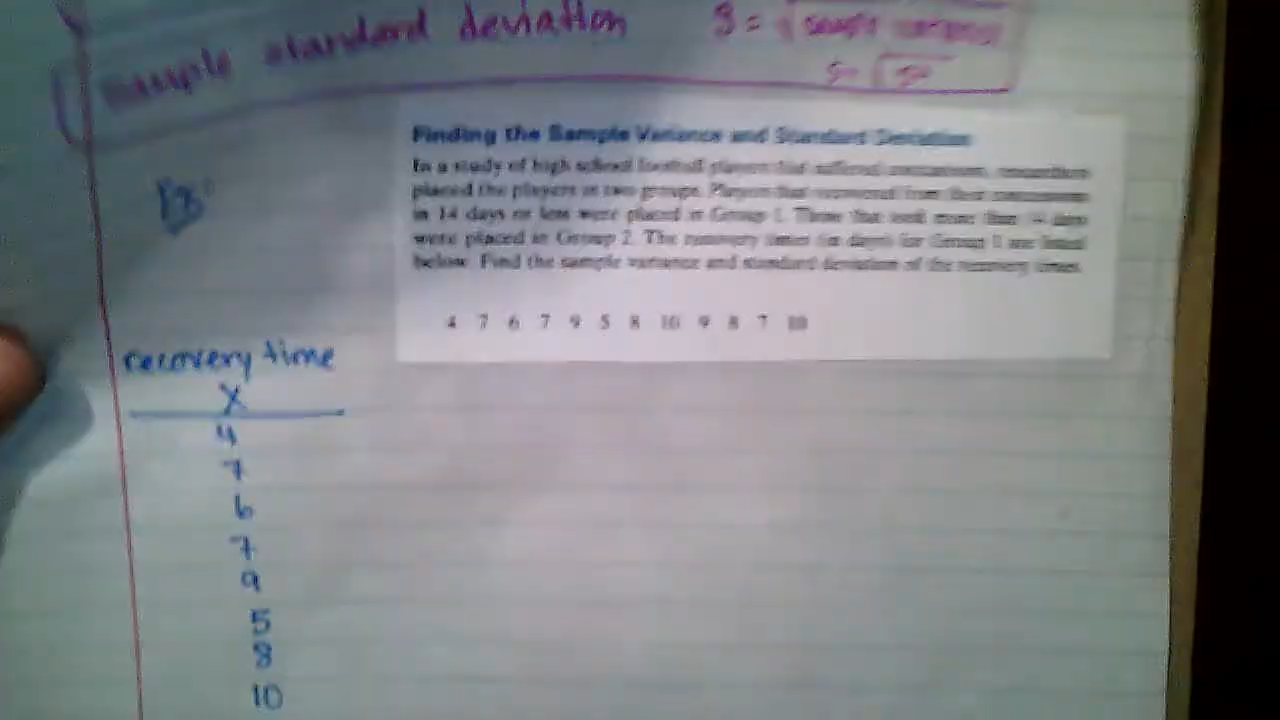 sample standard deviation S = √sample variance
s = √s²
Finding the Sample Variance and Standard Deviation
In a study of high school football players that suffered concussions, researchers
placed the players in two groups. Players that recovered from their concussions
in 14 days or less were placed in Group 1. Those that took more than 14 days
were placed in Group 2. The recovery times (in days) for Group 1 are listed
below. Find the sample variance and standard deviation of the recovery times.
4 7 6 7 9 5 8 10 9 8 7 10
recovery time
X
4
7
6
7
9
5
8
10